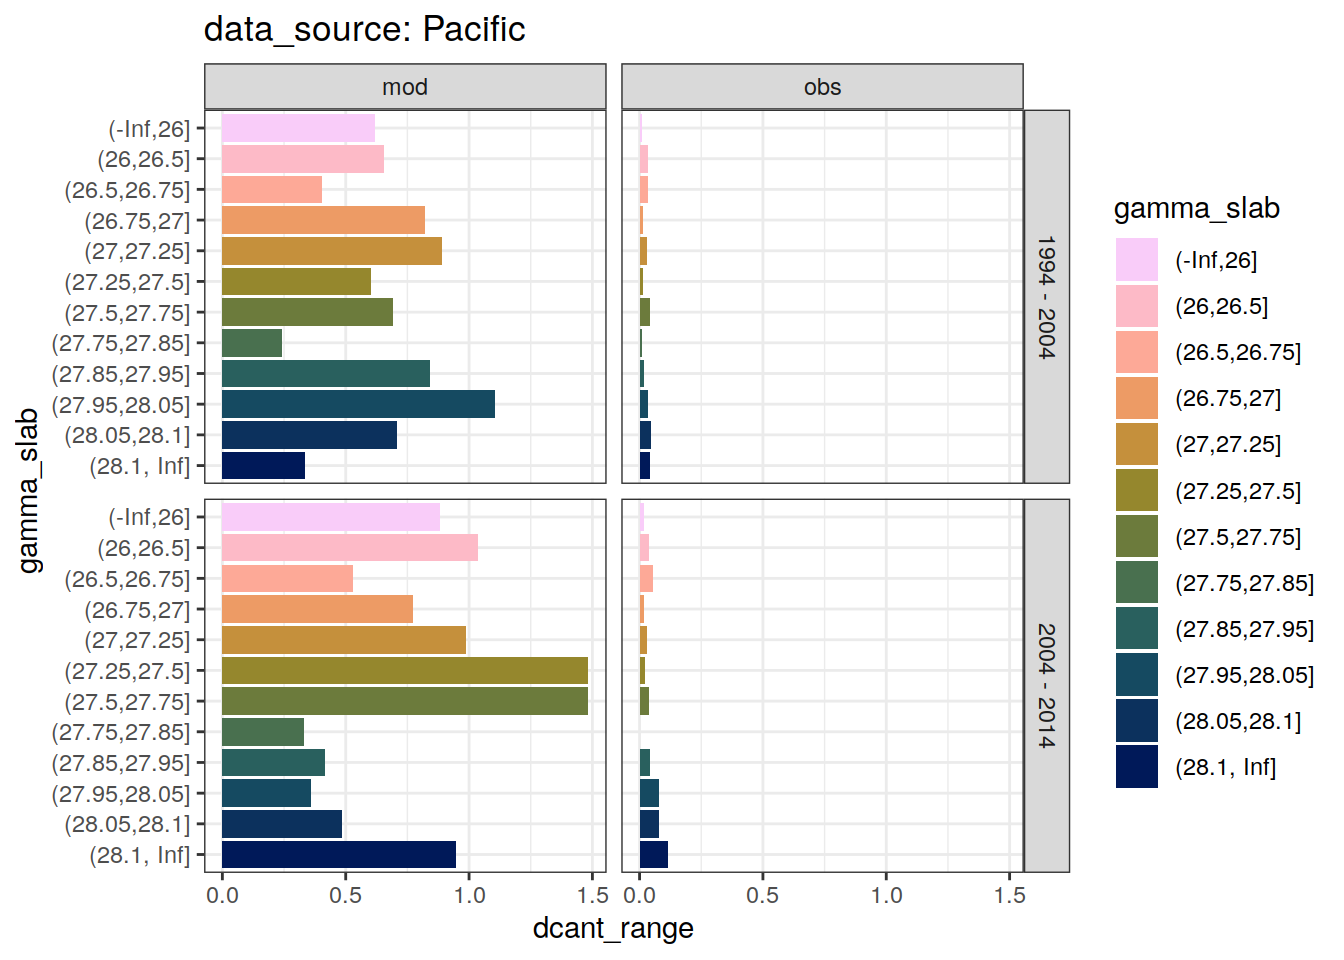 data_source: Pacific
mod
obs
(-Inf,26]
(26,26.5]
(26.5,26.75]
(26.75,27]
(27,27.25]
(27.25,27.5]
(27.5,27.75]
(27.75,27.85]
(27.85,27.95]
(27.95,28.05]
(28.05,28.1]
(28.1, Inf]
1994 - 2004
(-Inf,26]
(26,26.5]
(26.5,26.75]
(26.75,27]
(27,27.25]
(27.25,27.5]
(27.5,27.75]
(27.75,27.85]
(27.85,27.95]
(27.95,28.05]
(28.05,28.1]
(28.1, Inf]
2004 - 2014
gamma_slab
0.0 0.5 1.0 1.5
0.0 0.5 1.0 1.5
dcant_range
gamma_slab
(-Inf,26]
(26,26.5]
(26.5,26.75]
(26.75,27]
(27,27.25]
(27.25,27.5]
(27.5,27.75]
(27.75,27.85]
(27.85,27.95]
(27.95,28.05]
(28.05,28.1]
(28.1, Inf]